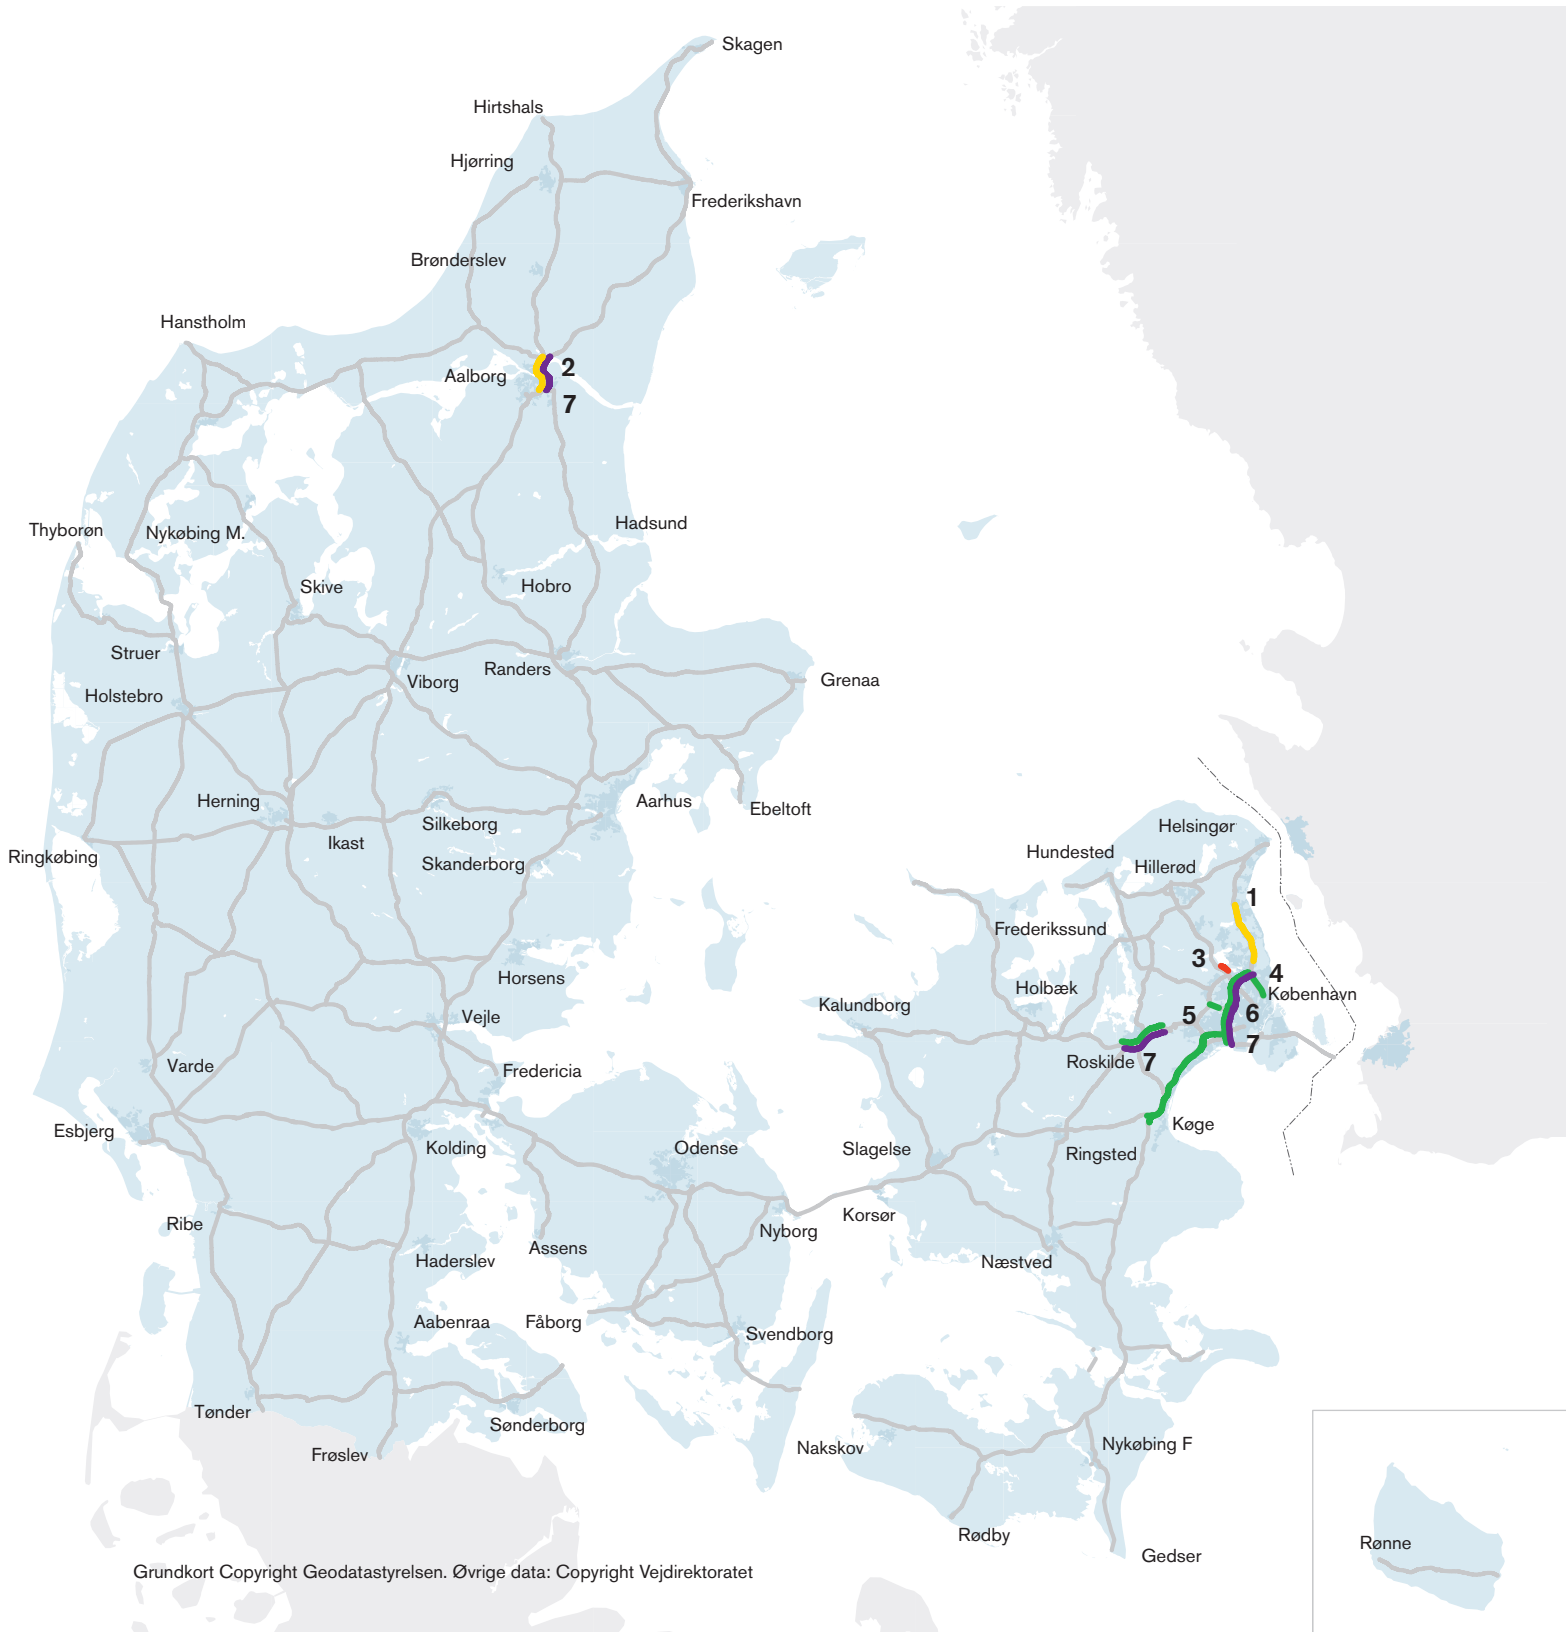 Skagen
Hirtshals
Hjørring
Frederikshavn
Brønderslev
Hanstholm
2
Aalborg
7
Thyborøn
Nykøbing M.
Hadsund
Skive
Hobro
Struer
Randers
Viborg
Grenaa
Holstebro
Herning
Aarhus
Ebeltoft
Silkeborg
Helsingør
Ikast
Ringkøbing
Skanderborg
Hundested
Hillerød
1
Frederikssund
3
4
Horsens
Holbæk
København
Kalundborg
Vejle
5
6
7
Varde
Fredericia
Roskilde
7
Esbjerg
Køge
Kolding
Odense
Slagelse
Ringsted
Ribe
Korsør
Nyborg
Assens
Haderslev
Næstved
Aabenraa
Fåborg
Svendborg
Tønder
Sønderborg
Frøslev
Nakskov
Nykøbing F
Rødby
Rønne
Gedser
Grundkort Copyright Geodatastyrelsen. Øvrige data: Copyright Vejdirektoratet